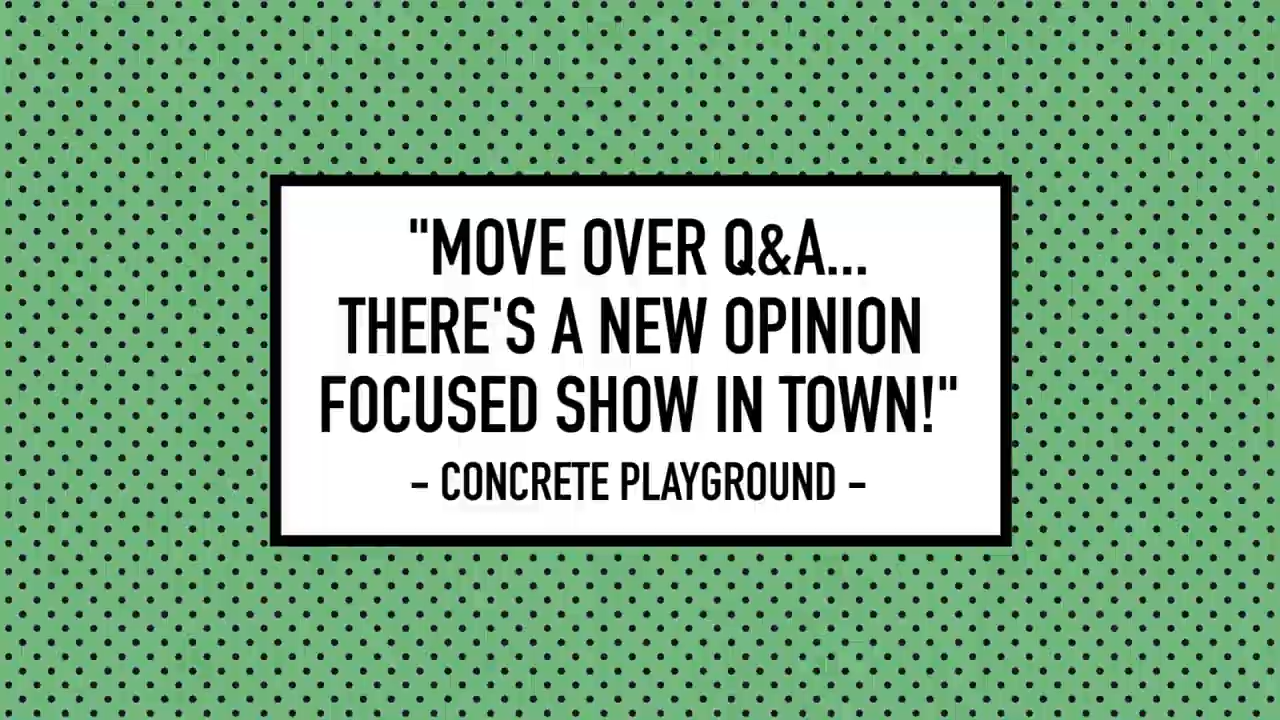 "MOVE OVER Q&A...
THERE'S A NEW OPINION
FOCUSED SHOW IN TOWN!"
- CONCRETE PLAYGROUND -